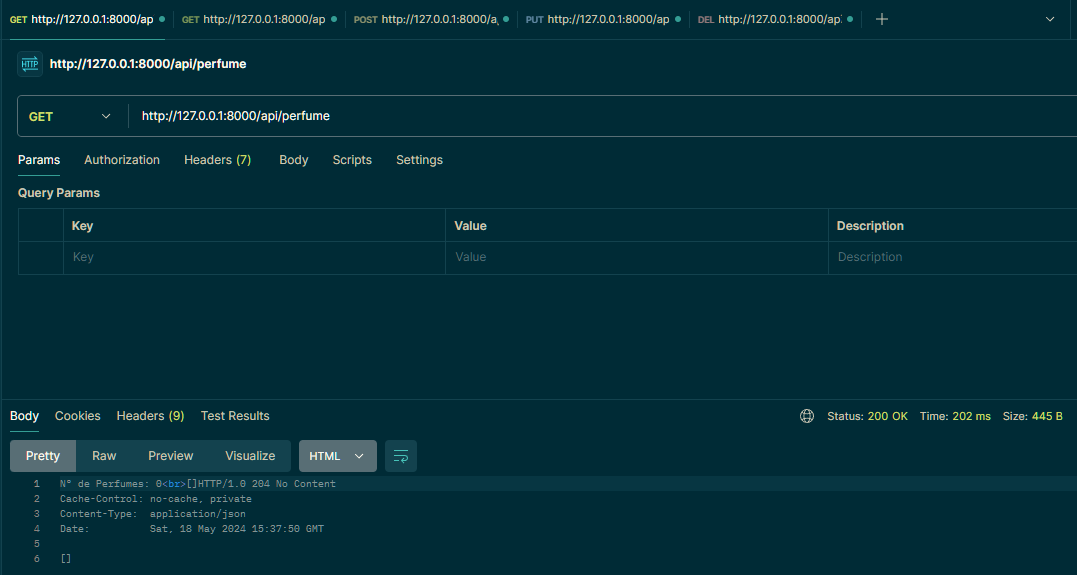 GET http://127.0.0.1:8000/ap GET http://127.0.0.1:8000/ap POST http://127.0.0.1:8000/a PUT http://127.0.0.1:8000/ap DEL http://127.0.0.1:8000/ap
HTTP http://127.0.0.1:8000/api/perfume
GET http://127.0.0.1:8000/api/perfume
Params Authorization Headers (7) Body Scripts Settings
Query Params
Key Value Description
Key Value Description
Body Cookies Headers (9) Test Results Status: 200 OK Time: 202 ms Size: 445 B
Pretty Raw Preview Visualize HTML
1 Nº de Perfumes: 0<br>[]HTTP/1.0 204 No Content
2 Cache-Control: no-cache, private
3 Content-Type:  application/json
4 Date:          Sat, 18 May 2024 15:37:50 GMT
5
6 []